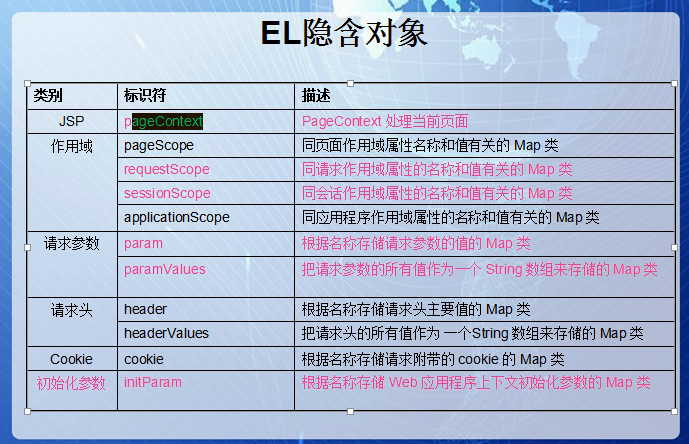 EL隐含对象
类别 标识符 描述
JSP pageContext PageContext 处理当前页面
作用域 pageScope 同页面作用域属性名称和值有关的 Map 类
requestScope 同请求作用域属性的名称和值有关的 Map 类
sessionScope 同会话作用域属性的名称和值有关的 Map 类
applicationScope 同应用程序作用域属性的名称和值有关的 Map 类
请求参数 param 根据名称存储请求参数的值的 Map 类
paramValues 把请求参数的所有值作为一个 String 数组来存储的 Map 类
请求头 header 根据名称存储请求头主要值的 Map 类
headerValues 把请求头的所有值作为 一个String 数组来存储的 Map 类
Cookie cookie 根据名称存储请求附带的 cookie 的 Map 类
初始化参数 initParam 根据名称存储 Web 应用程序上下文初始化参数的 Map 类